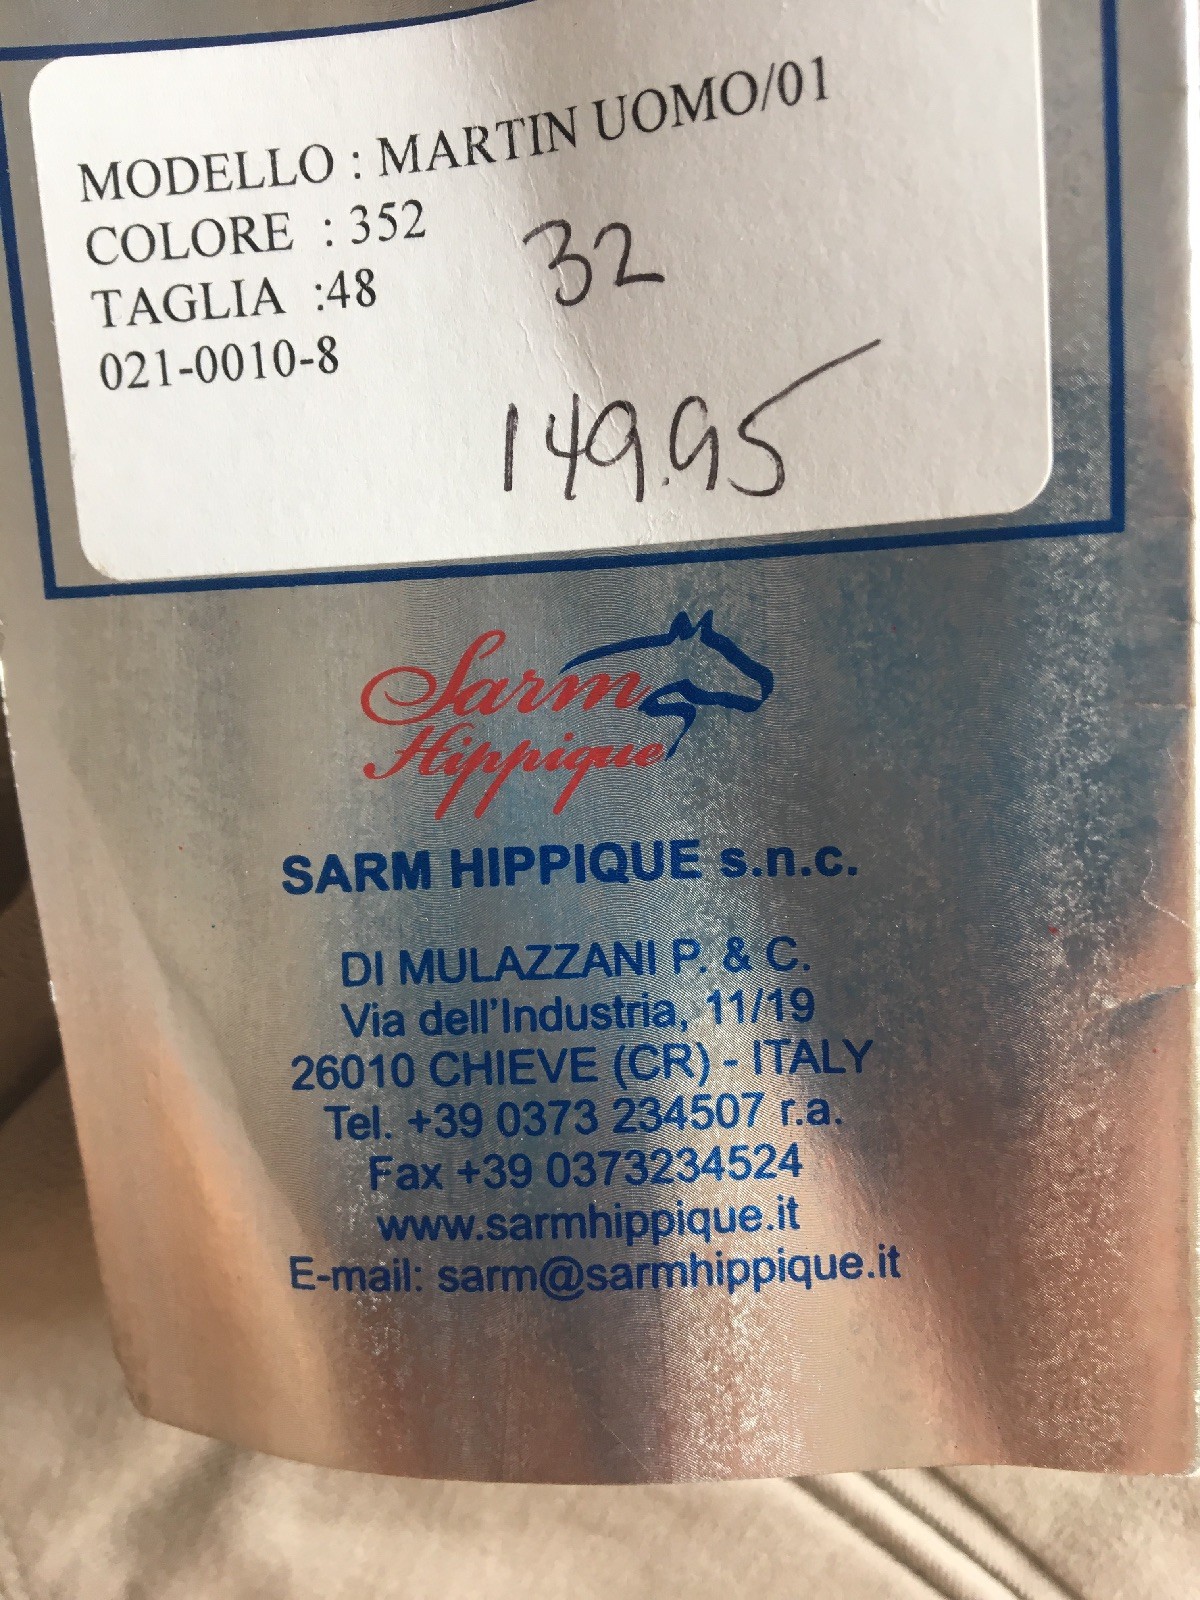 MODELLO : MARTIN UOMO/01
COLORE : 352
32
TAGLIA :48
021-0010-8
149.95
Sarm
Hippique
SARM HIPPIQUE s.n.c.
DI MULAZZANI P. & C.
Via dell'Industria, 11/19
26010 CHIEVE (CR) - ITALY
Tel. +39 0373 234507 r.a.
Fax +39 0373234524
www.sarmhippique.it
E-mail: sarm@sarmhippique.it